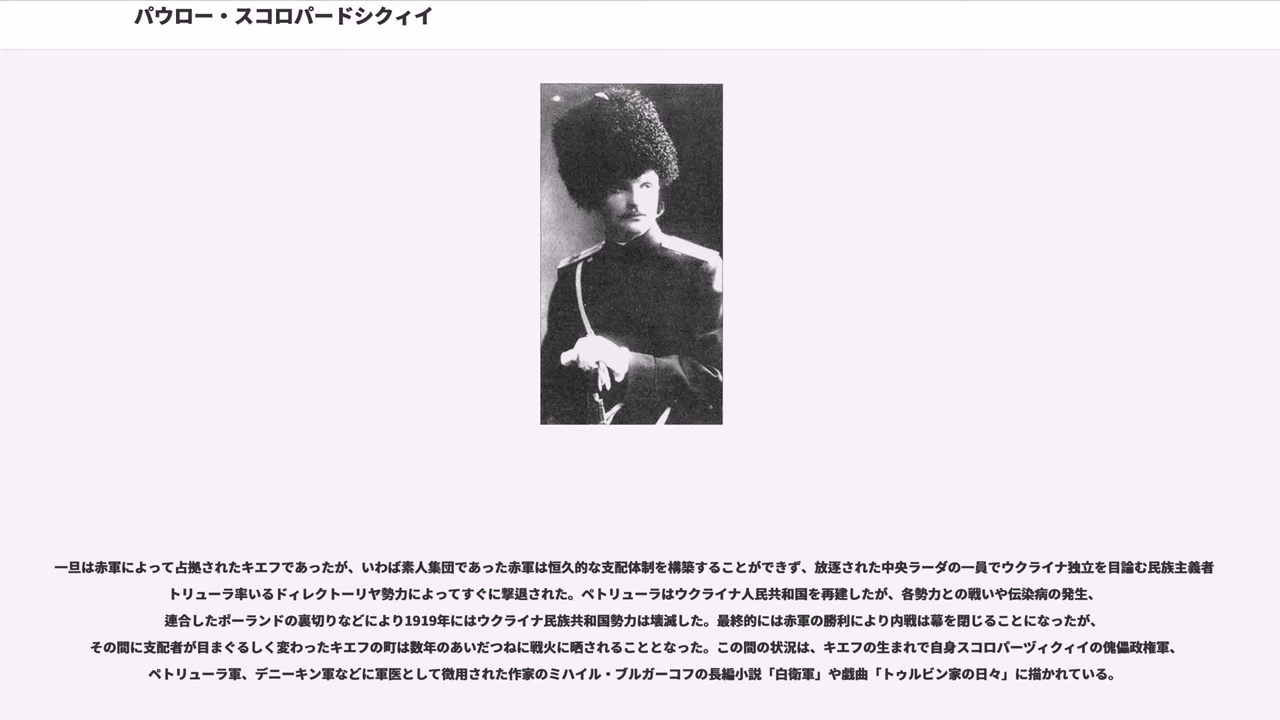 パウロー・スコロパードシクィイ
一旦は赤軍によって占拠されたキエフであったが、いわば素人集団であった赤軍は恒久的な支配体制を構築することができず、放逐された中央ラーダの一員でウクライナ独立を目論む民族主義者
トリューラ率いるドィレクトーリヤ勢力によってすぐに撃退された。ペトリューラはウクライナ人民共和国を再建したが、各勢力との戦いや伝染病の発生、
連合したポーランドの裏切りなどにより1919年にはウクライナ民族共和国勢力は壊滅した。最終的には赤軍の勝利により内戦は幕を閉じることになったが、
その間に支配者が目まぐるしく変わったキエフの町は数年のあいだつねに戦火に晒されることとなった。この間の状況は、キエフの生まれで自身スコロパーヅィクィイの傀儡政権軍、
ペトリューラ軍、デニーキン軍などに軍医として徴用された作家のミハイル・ブルガーコフの長編小説「白衛軍」や戯曲「トゥルビン家の日々」に描かれている。